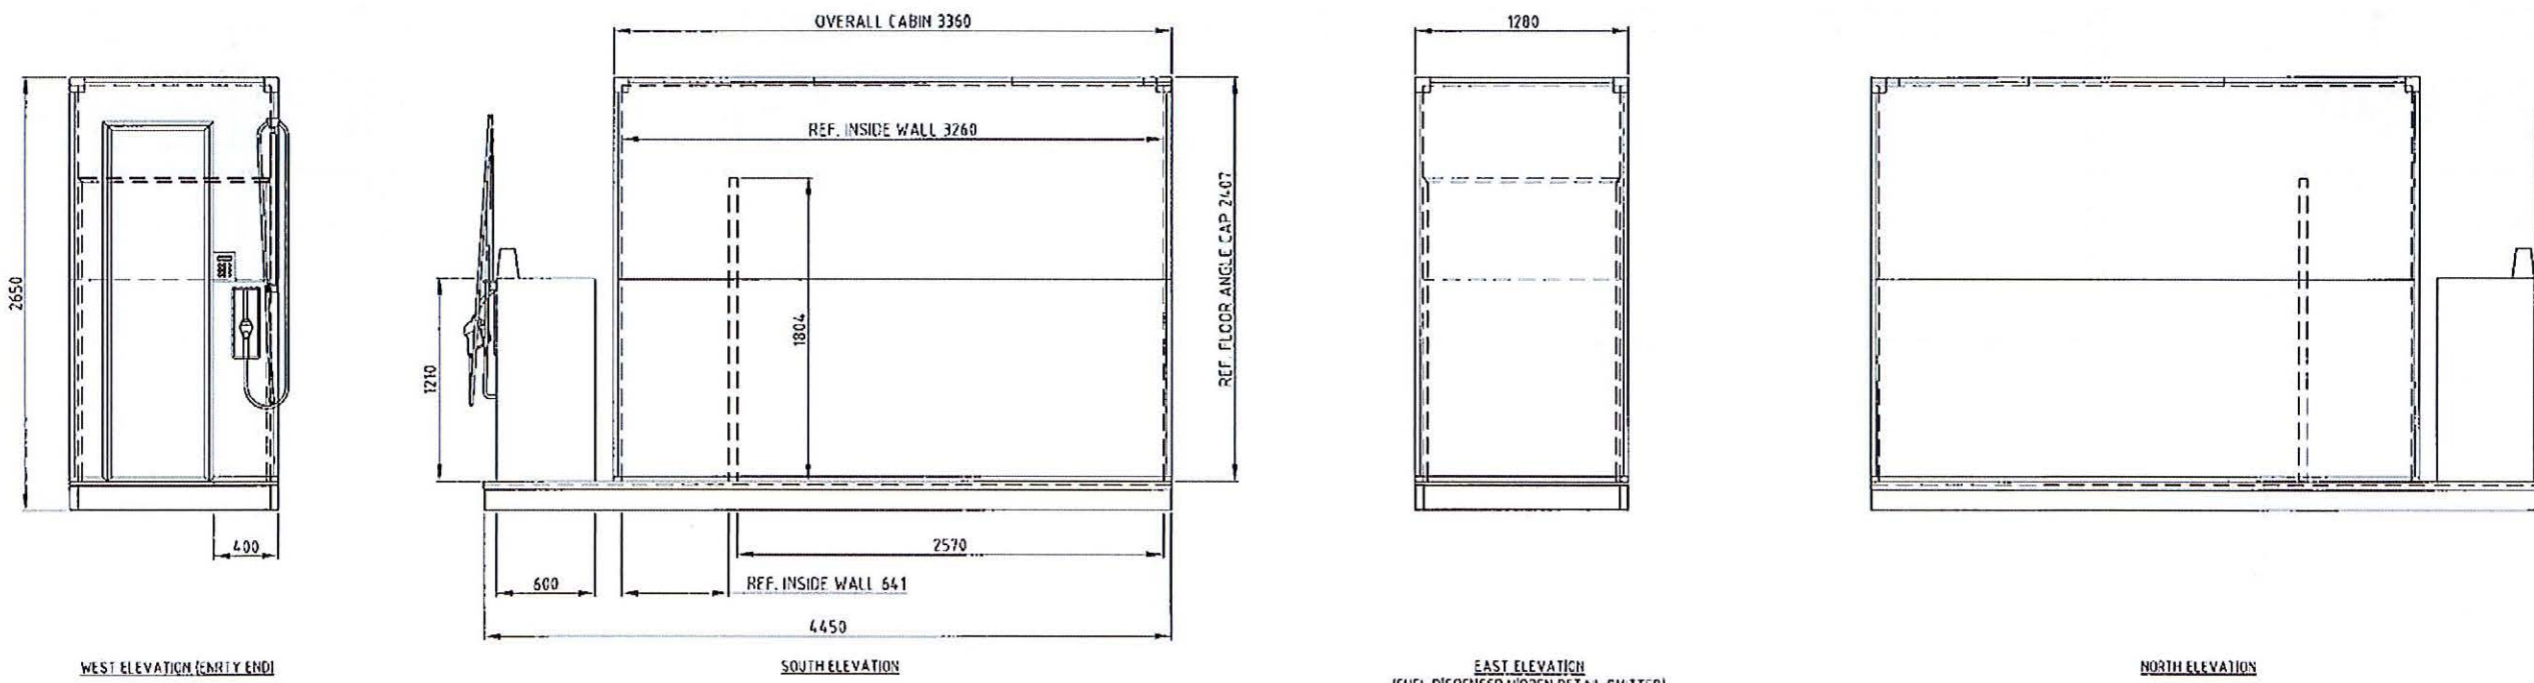 OVERALL CABIN 3360
1280
REF. INSIDE WALL 3260
REF. FLOOR ANGLE CAP 2407
2650
1804
1210
400
2570
600
REF. INSIDE WALL 641
4450
WEST ELEVATION (ENRTY END)
SOUTH ELEVATION
EAST ELEVATION
NORTH ELEVATION